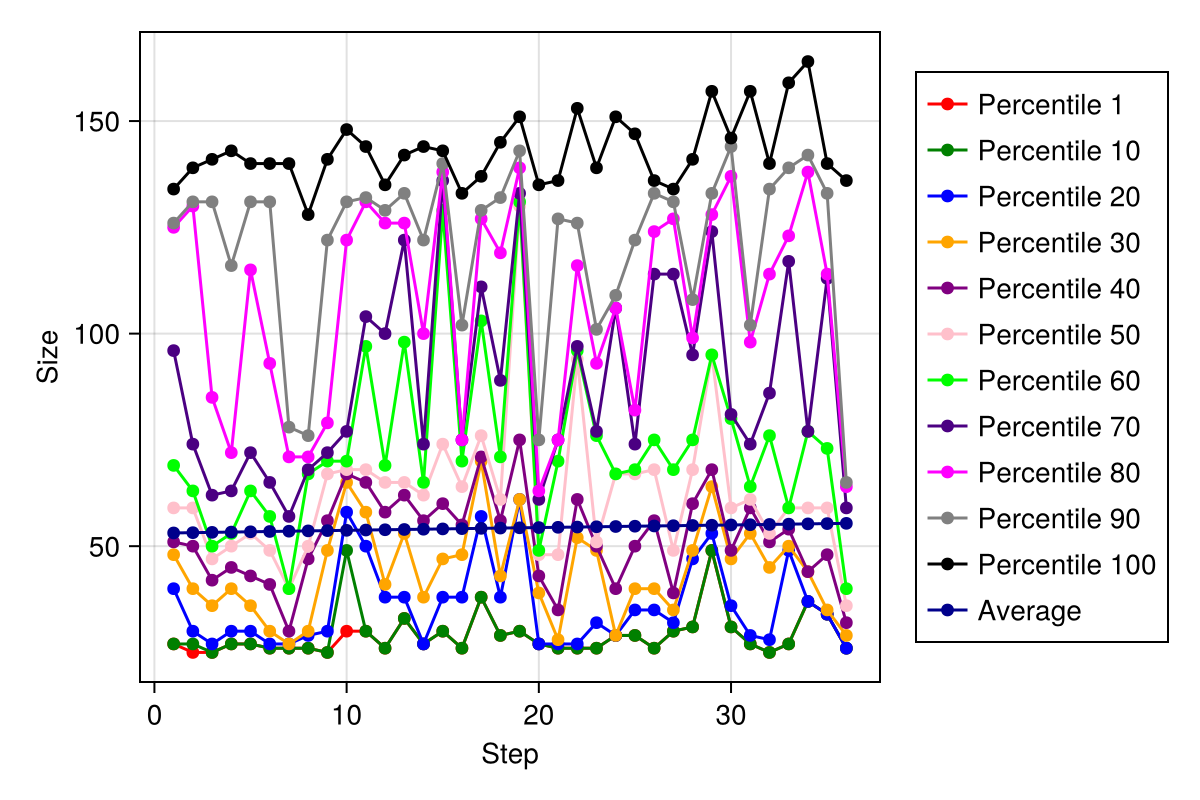 150
100
50
Size
0
10
20
30
Step
Percentile 1
Percentile 10
Percentile 20
Percentile 30
Percentile 40
Percentile 50
Percentile 60
Percentile 70
Percentile 80
Percentile 90
Percentile 100
Average